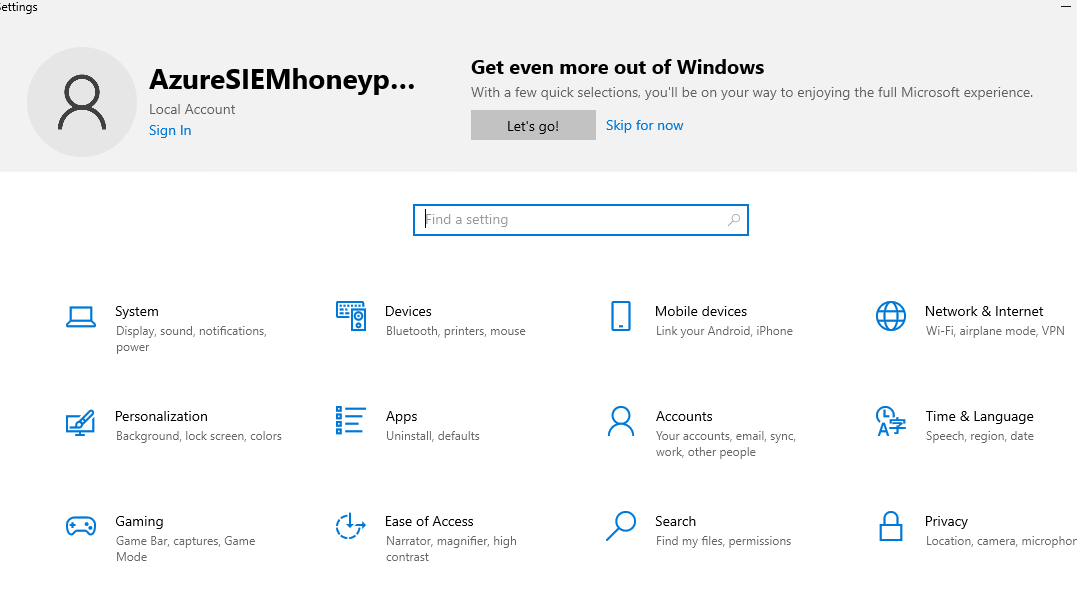 Settings
AzureSIEMhoneyp...
Local Account
Sign In
Get even more out of Windows
With a few quick selections, you'll be on your way to enjoying the full Microsoft experience.
Let's go!
Skip for now
Find a setting
System
Display, sound, notifications,
power
Devices
Bluetooth, printers, mouse
Mobile devices
Link your Android, iPhone
Network & Internet
Wi-Fi, airplane mode, VPN
Personalization
Background, lock screen, colors
Apps
Uninstall, defaults
Accounts
Your accounts, email, sync,
work, other people
Time & Language
Speech, region, date
Gaming
Game Bar, captures, Game
Mode
Ease of Access
Narrator, magnifier, high
contrast
Search
Find my files, permissions
Privacy
Location, camera, microphon